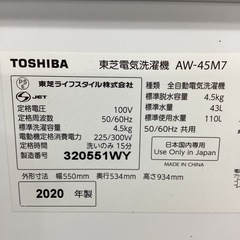 TOSHIBA 東芝電気洗濯機 AW-45M7
PS E JET
東芝ライフスタイル株式会社
種類 全自動電気洗濯機
定格電圧 100V
標準脱水容量 4.5kg
定格周波数 50/60Hz
標準水量 43L
標準洗濯容量 4.5kg
標準使用水量 110L
電動機定格消費電力 225/300W
50/60Hz 共用
目安時間 洗いのみ 15分
製造番号 320551WY
日本国内専用
Use Only in Japan
MADE IN CHINA
外形寸法 幅550mm 奥行534mm 高さ934mm
2020 年製